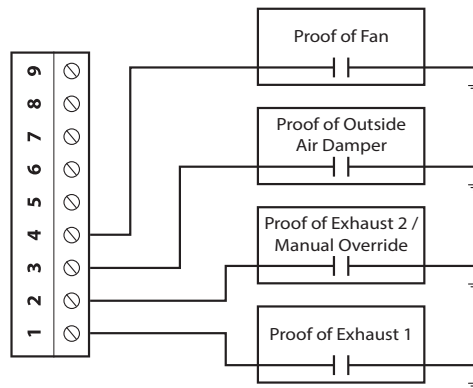 Proof of Fan
Proof of Outside
Air Damper
Proof of Exhaust 2 /
Manual Override
Proof of Exhaust 1
9
8
7
6
5
4
3
2
1